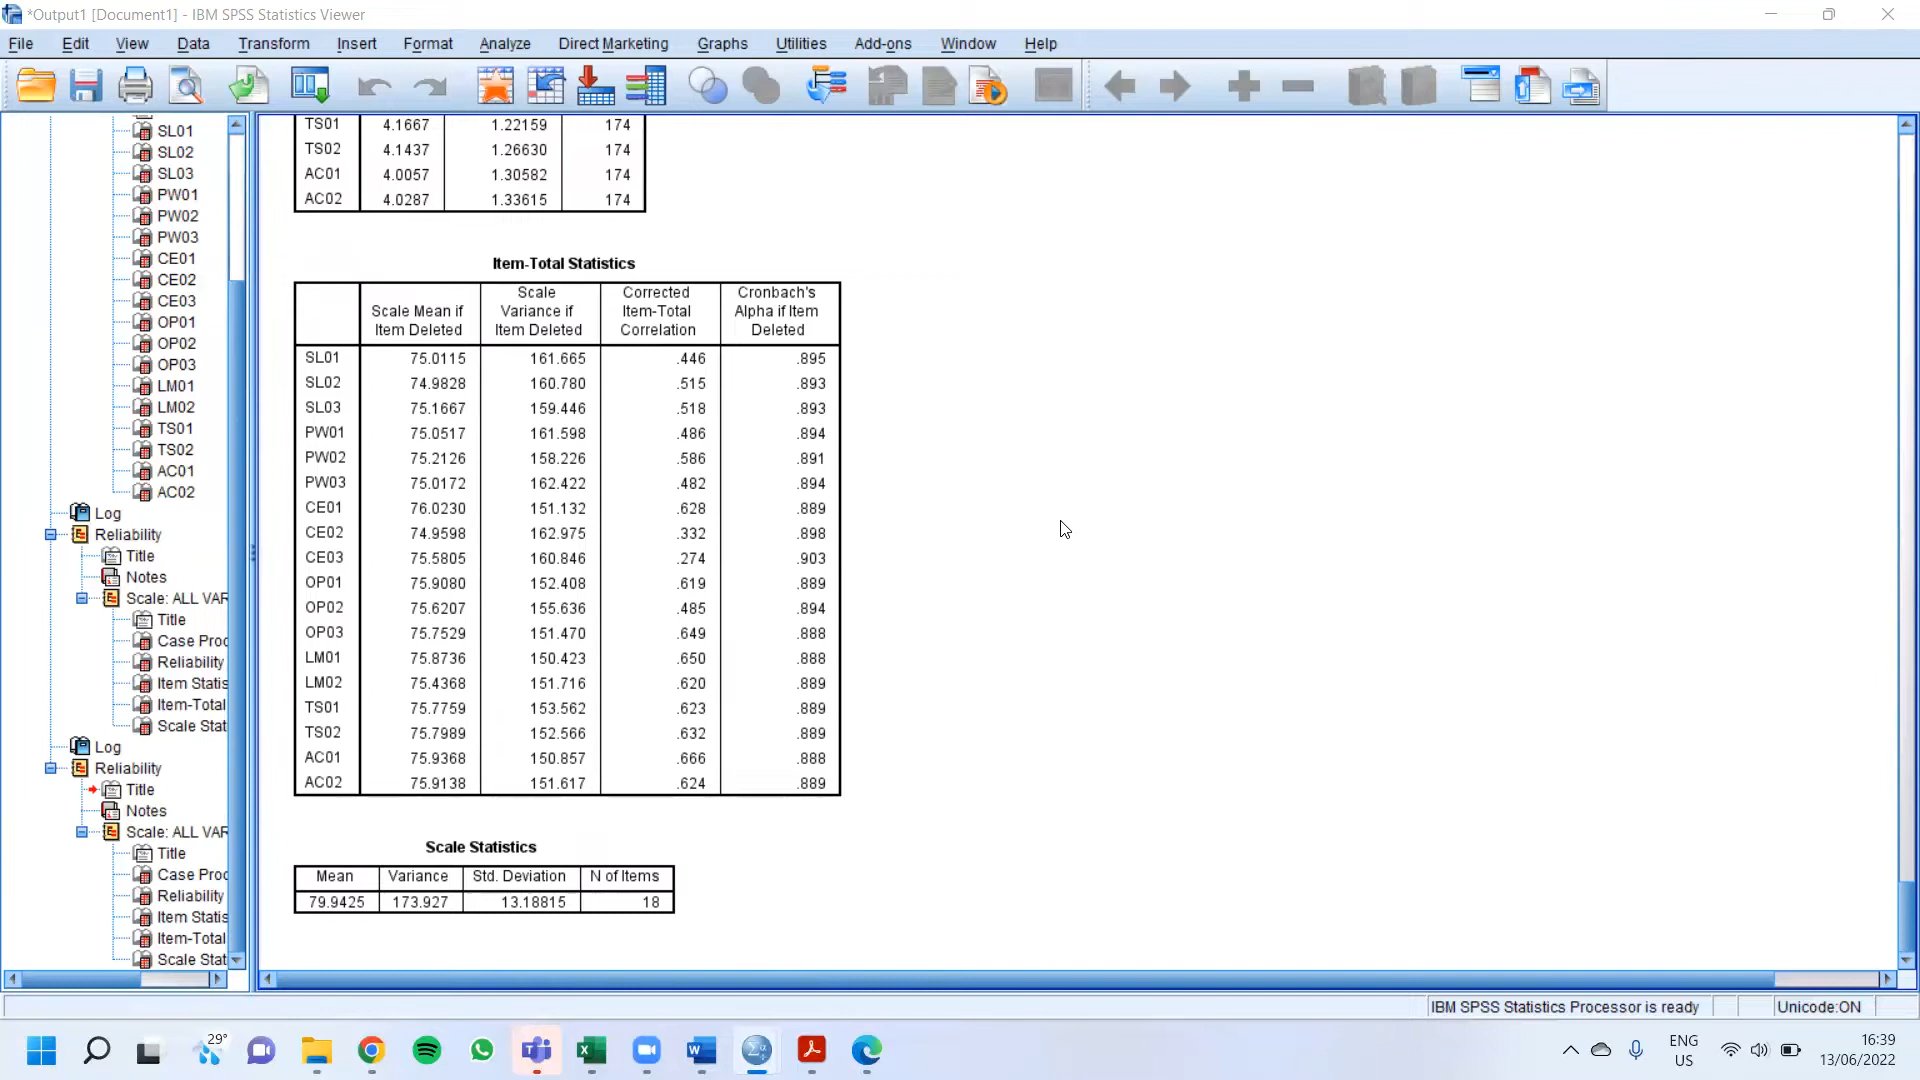 *Output1 [Document1] - IBM SPSS Statistics Viewer
File Edit View Data Transform Insert Format Analyze Direct Marketing Graphs Utilities Add-ons Window Help
SL01
SL02
SL03
PW01
PW02
PW03
CE01
CE02
CE03
OP01
OP02
OP03
LM01
LM02
TS01
TS02
AC01
AC02
Log
Reliability
Title
Notes
Scale: ALL VAR
Title
Case Proc
Reliability
Item Statis
Item-Total
Scale Stat
Log
Reliability
Title
Notes
Scale: ALL VAR
Title
Case Proc
Reliability
Item Statis
Item-Total
Scale Stat
TS01 4.1667 1.22159 174
TS02 4.1437 1.26630 174
AC01 4.0057 1.30582 174
AC02 4.0287 1.33615 174
Item-Total Statistics
Scale Mean if Item Deleted
Scale Variance if Item Deleted
Corrected Item-Total Correlation
Cronbach's Alpha if Item Deleted
SL01 75.0115 161.665 .446 .895
SL02 74.9828 160.780 .515 .893
SL03 75.1667 159.446 .518 .893
PW01 75.0517 161.598 .486 .894
PW02 75.2126 158.226 .586 .891
PW03 75.0172 162.422 .482 .894
CE01 76.0230 151.132 .628 .889
CE02 74.9598 162.975 .332 .898
CE03 75.5805 160.846 .274 .903
OP01 75.9080 152.408 .619 .889
OP02 75.6207 155.636 .485 .894
OP03 75.7529 151.470 .649 .888
LM01 75.8736 150.423 .650 .888
LM02 75.4368 151.716 .620 .889
TS01 75.7759 153.562 .623 .889
TS02 75.7989 152.566 .632 .889
AC01 75.9368 150.857 .666 .888
AC02 75.9138 151.617 .624 .889
Scale Statistics
Mean Variance Std. Deviation N of Items
79.9425 173.927 13.18815 18
IBM SPSS Statistics Processor is ready Unicode:ON
29°
ENG
US
16:39
13/06/2022